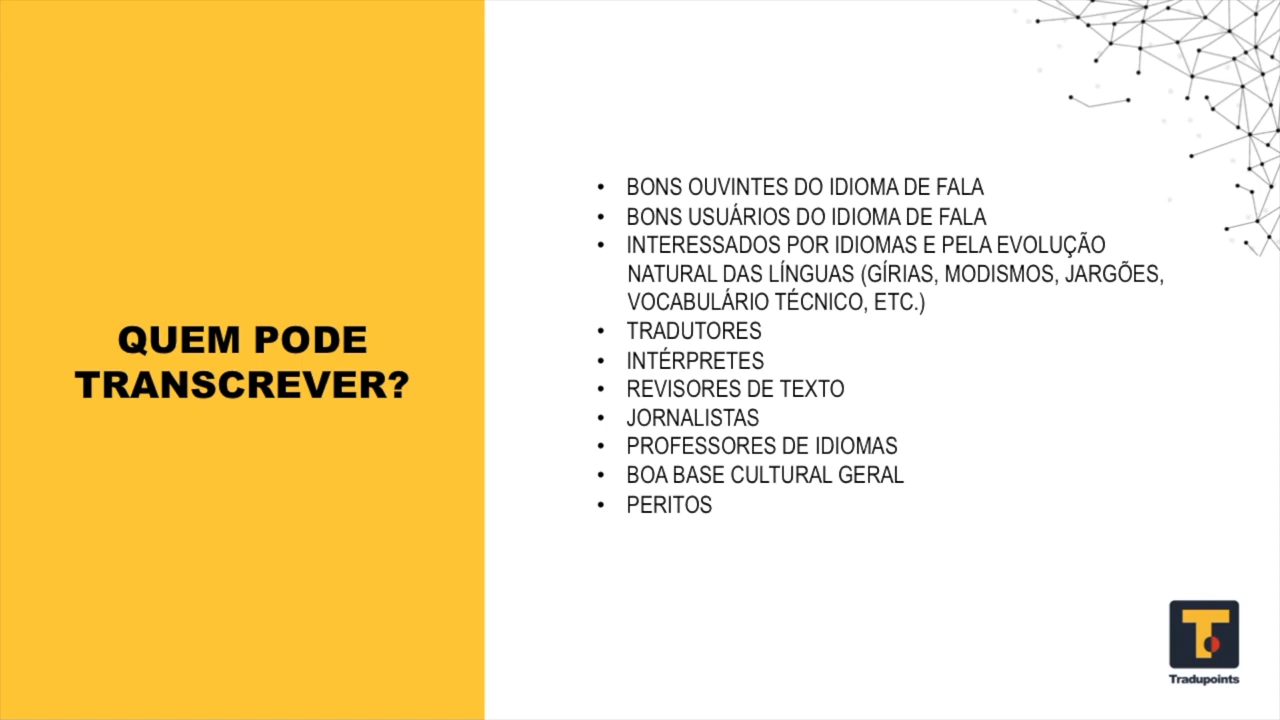 QUEM PODE
TRANSCREVER?
• BONS OUVINTES DO IDIOMA DE FALA
• BONS USUÁRIOS DO IDIOMA DE FALA
• INTERESSADOS POR IDIOMAS E PELA EVOLUÇÃO
NATURAL DAS LÍNGUAS (GÍRIAS, MODISMOS, JARGÕES,
VOCABULÁRIO TÉCNICO, ETC.)
• TRADUTORES
• INTÉRPRETES
• REVISORES DE TEXTO
• JORNALISTAS
• PROFESSORES DE IDIOMAS
• BOA BASE CULTURAL GERAL
• PERITOS
T
Tradupoints